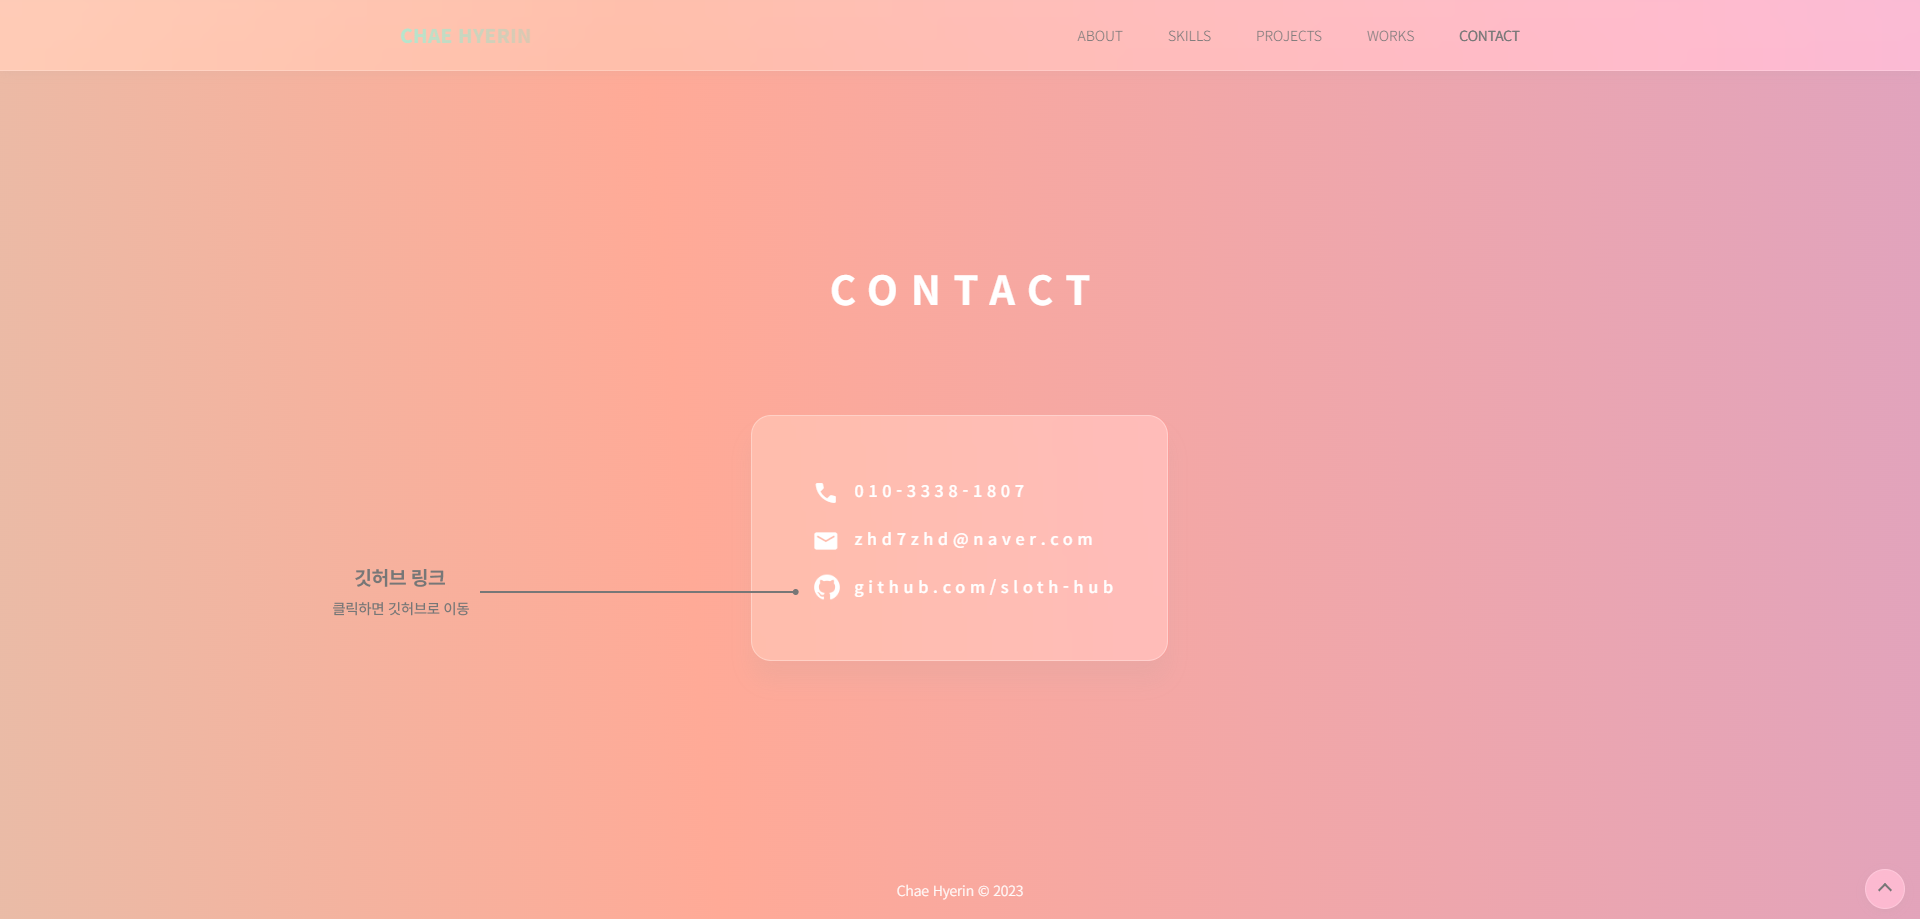 CHAE HYERIN
ABOUT SKILLS PROJECTS WORKS CONTACT
CONTACT
010-3338-1807
zhd7zhd@naver.com
github.com/sloth-hub
깃허브 링크
클릭하면 깃허브로 이동
Chae Hyerin © 2023